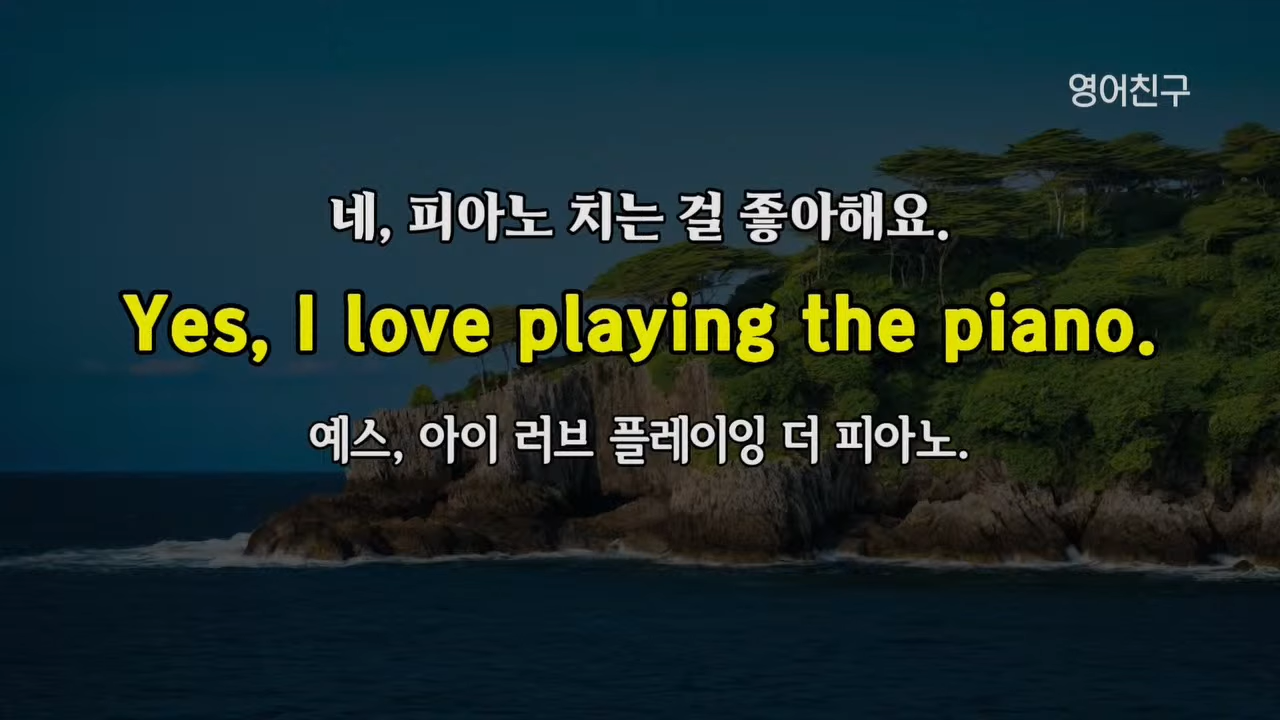 영어친구
네, 피아노 치는 걸 좋아해요.
Yes, I love playing the piano.
예스, 아이 러브 플레이잉 더 피아노.